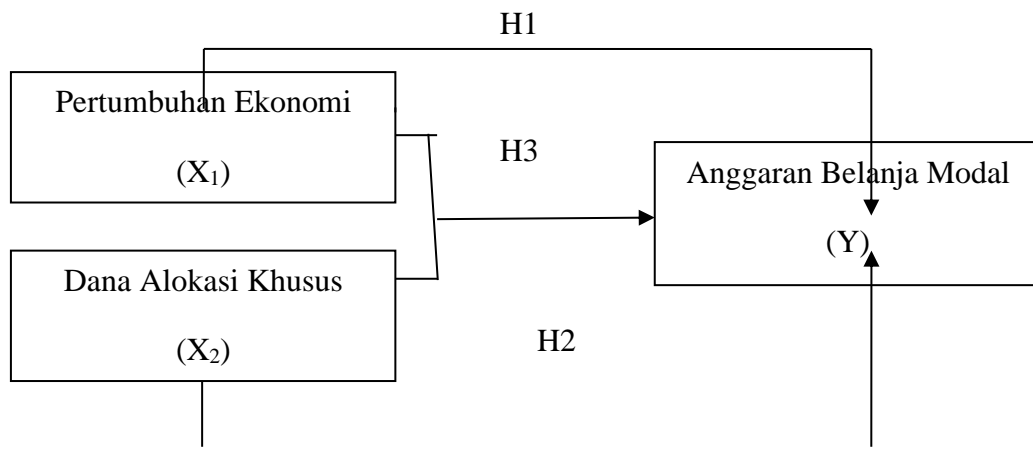 H1
Pertumbuhan Ekonomi
(X₁)
H3
Anggaran Belanja Modal
(Y)
Dana Alokasi Khusus
(X₂)
H2